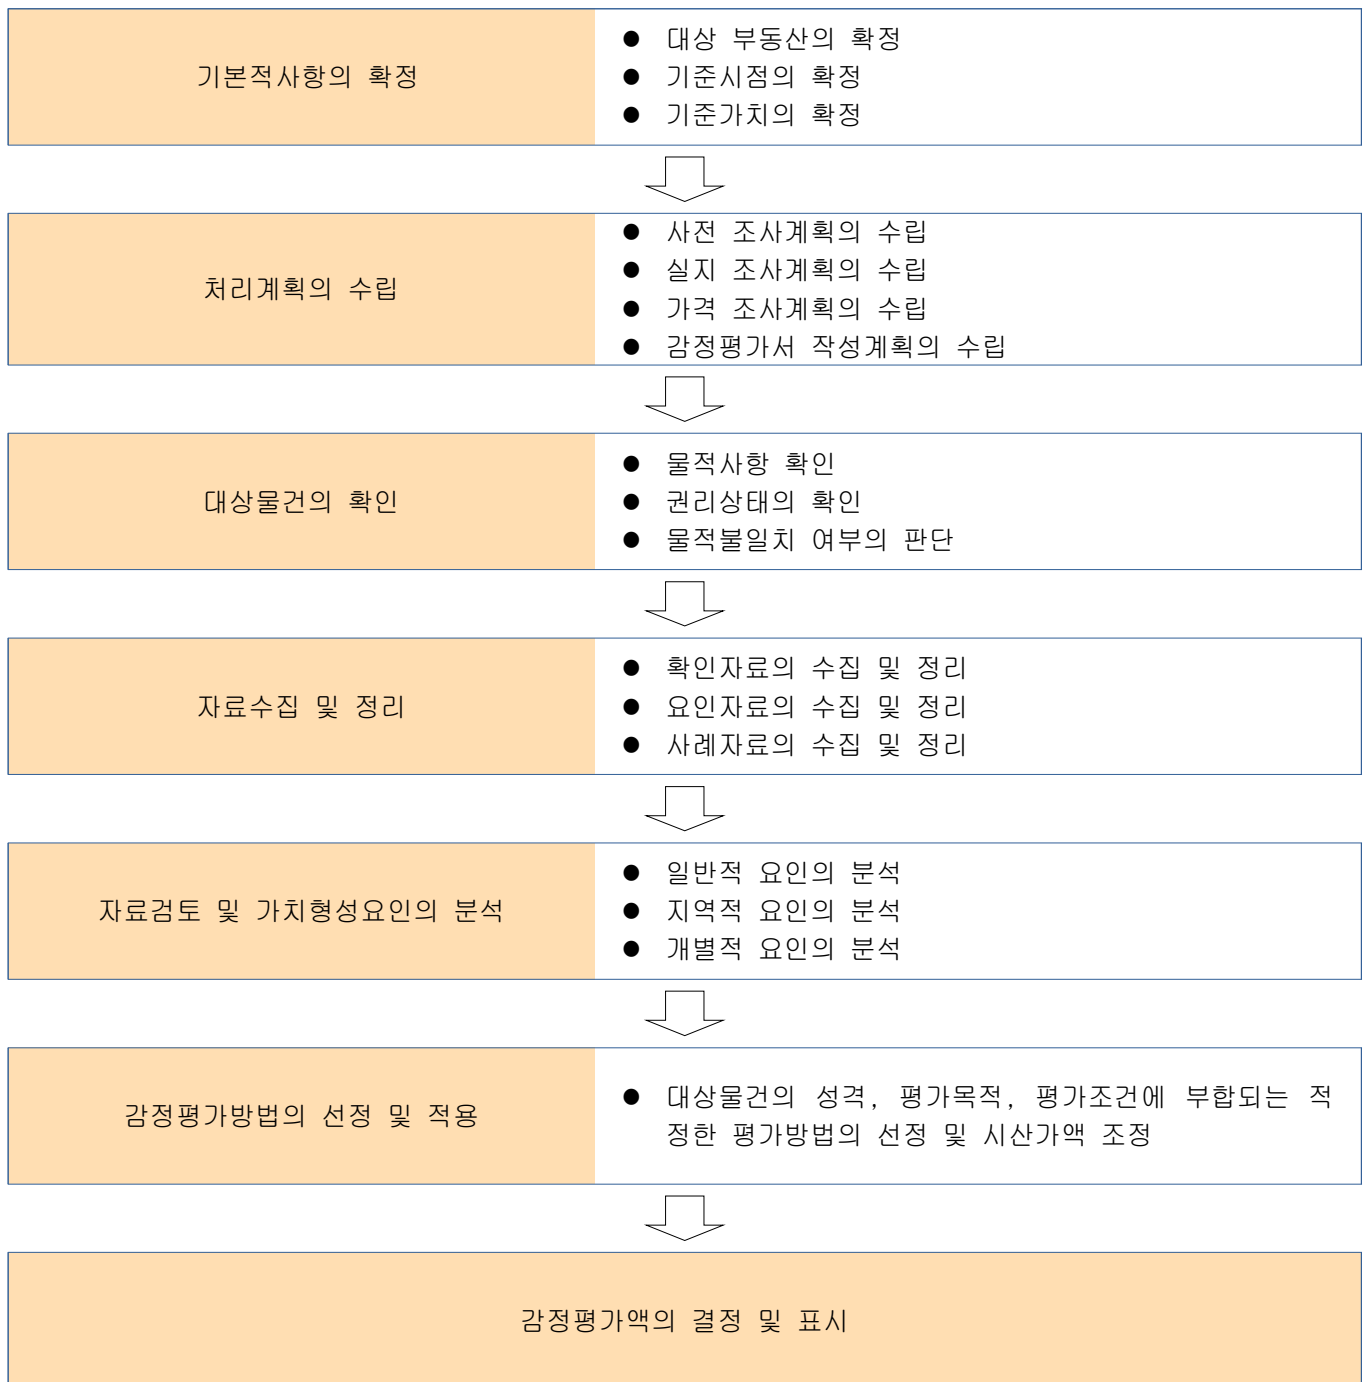 기본적사항의 확정
● 대상 부동산의 확정
● 기준시점의 확정
● 기준가치의 확정
처리계획의 수립
● 사전 조사계획의 수립
● 실지 조사계획의 수립
● 가격 조사계획의 수립
● 감정평가서 작성계획의 수립
대상물건의 확인
● 물적사항 확인
● 권리상태의 확인
● 물적불일치 여부의 판단
자료수집 및 정리
● 확인자료의 수집 및 정리
● 요인자료의 수집 및 정리
● 사례자료의 수집 및 정리
자료검토 및 가치형성요인의 분석
● 일반적 요인의 분석
● 지역적 요인의 분석
● 개별적 요인의 분석
감정평가방법의 선정 및 적용
● 대상물건의 성격, 평가목적, 평가조건에 부합되는 적
정한 평가방법의 선정 및 시산가액 조정
감정평가액의 결정 및 표시